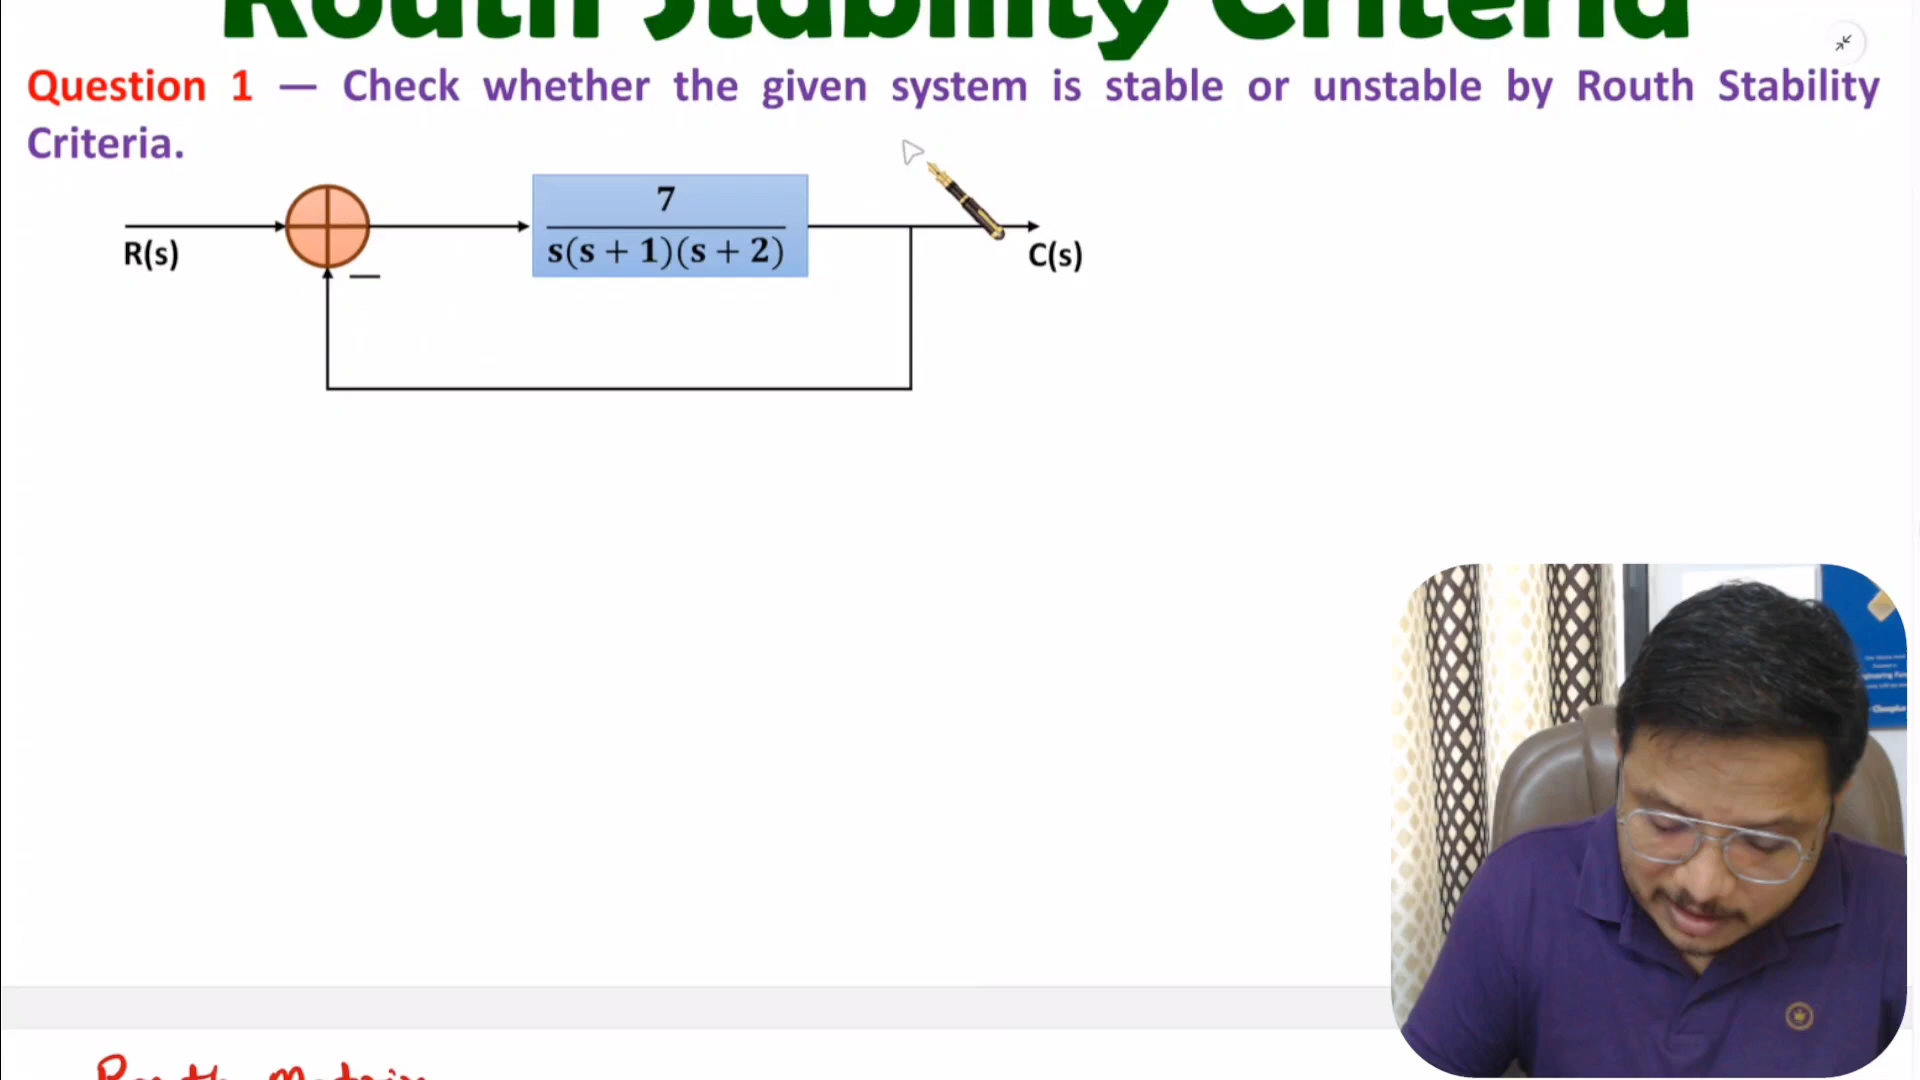 Routh Stability Criteria
Question 1 — Check whether the given system is stable or unstable by Routh Stability
Criteria.
7
R(s)
s(s + 1)(s + 2)
C(s)
—